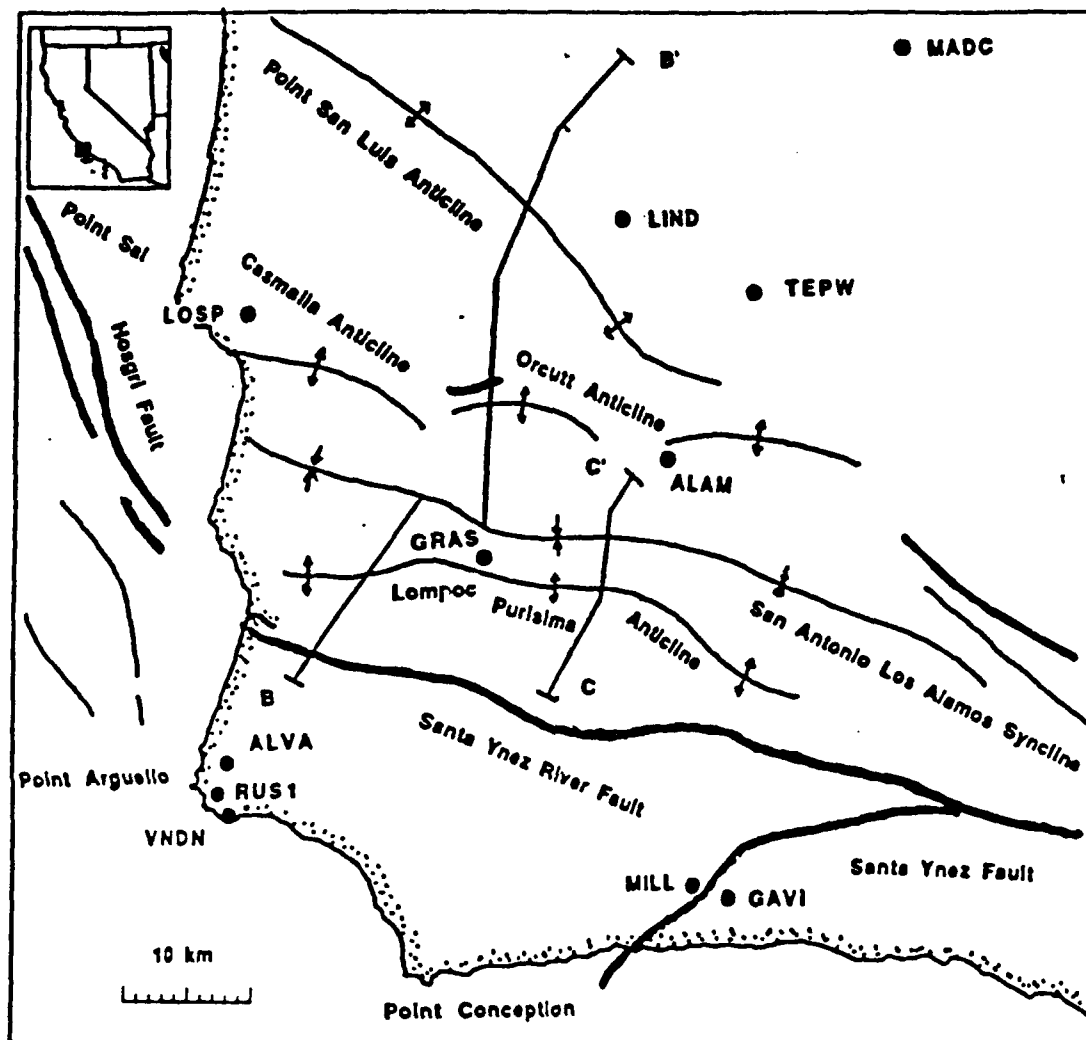 B'
MADC
Point San Luis Anticline
LIND
Point Sal
TEPW
Casmalia Anticline
LOSP
Hosgri Fault
Orcutt Anticline
C'
ALAM
GRAS
Lompoc Purisima Anticline
San Antonio Los Alamos Syncline
B
C
ALVA
Santa Ynez River Fault
Point Arguello
RUS1
VNDN
MILL
GAVI
Santa Ynez Fault
10 km
Point Conception